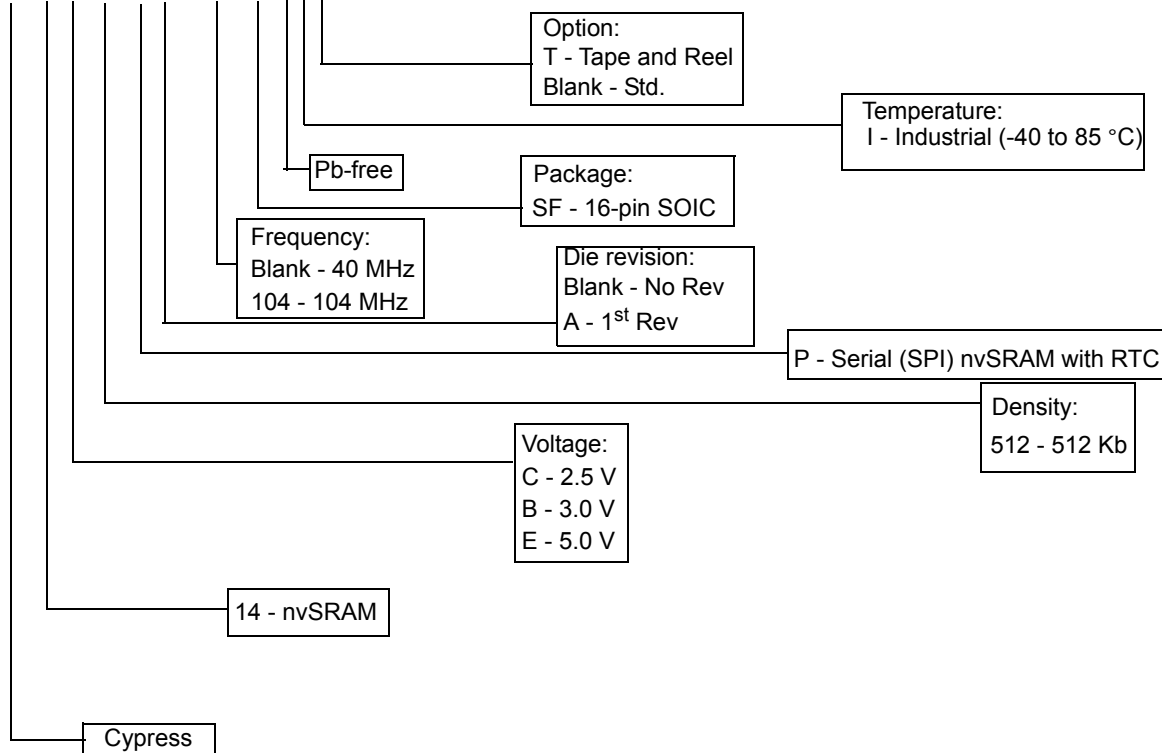 Option:
T - Tape and Reel
Blank - Std.
Temperature:
I - Industrial (-40 to 85 °C)
Pb-free
Package:
SF - 16-pin SOIC
Frequency:
Blank - 40 MHz
104 - 104 MHz
Die revision:
Blank - No Rev
A - 1st Rev
P - Serial (SPI) nvSRAM with RTC
Density:
512 - 512 Kb
Voltage:
C - 2.5 V
B - 3.0 V
E - 5.0 V
14 - nvSRAM
Cypress